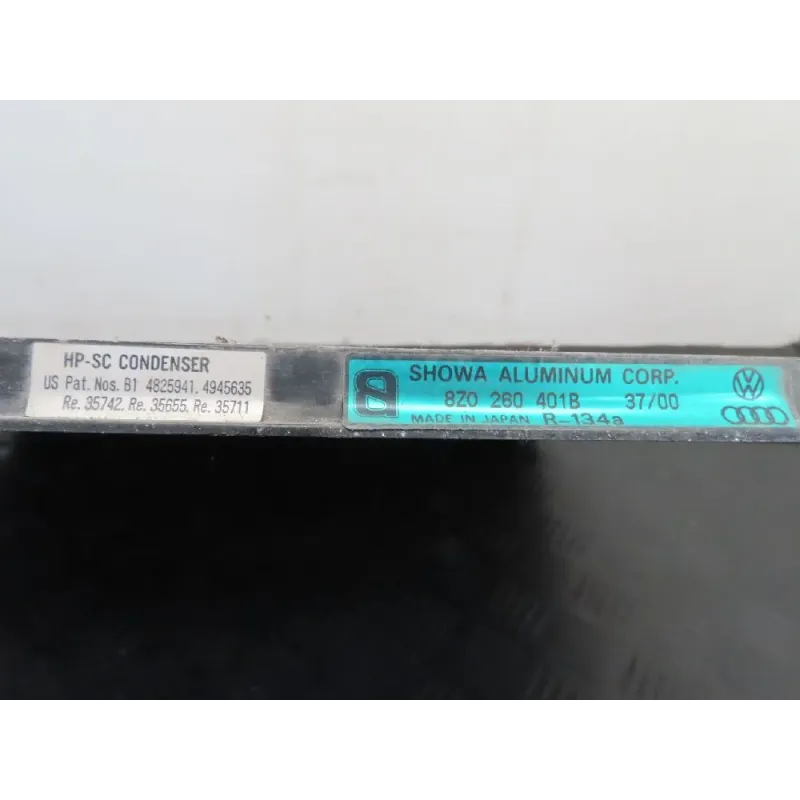 HP-SC CONDENSER
US Pat. Nos. B1 4825941. 4945635
Re. 35742. Re. 35655. Re. 35711
SHOWA ALUMINUM CORP.
8Z0 260 401B 37/00
MADE IN JAPAN R-134a